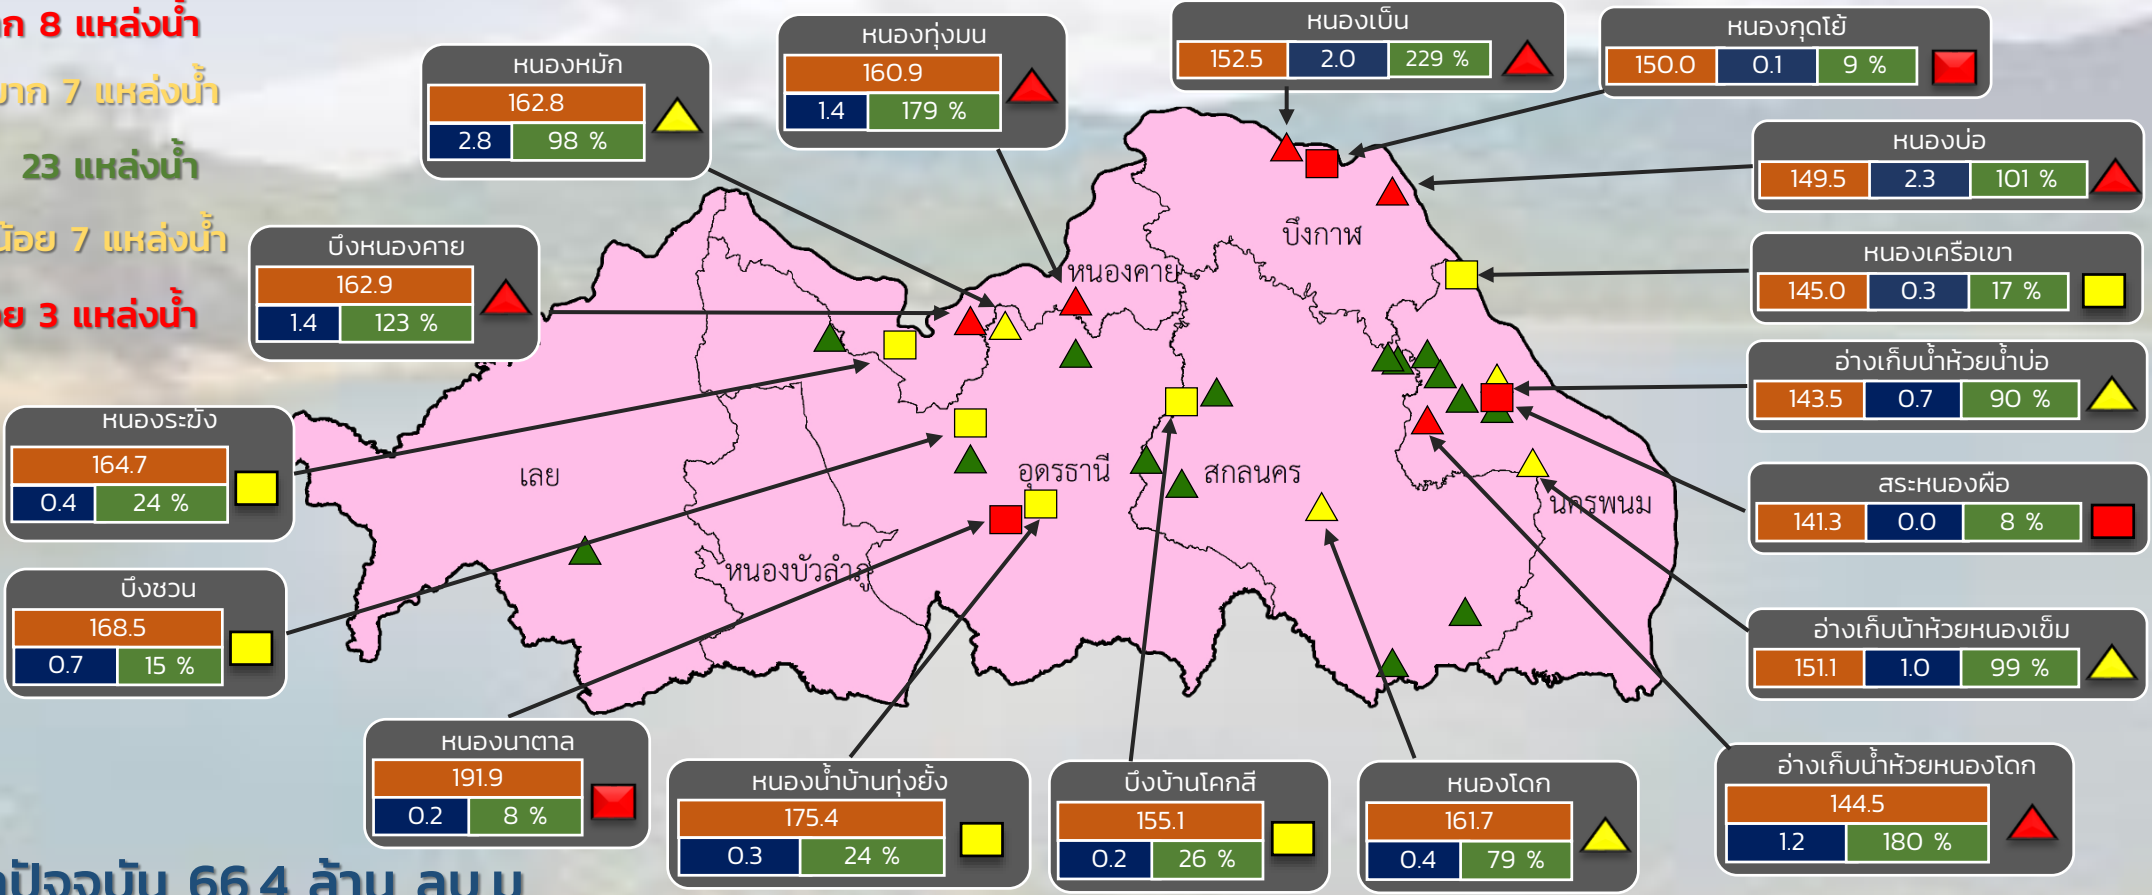 8 แหล่งน้ำ
7 แหล่งน้ำ
23 แหล่งน้ำ
7 แหล่งน้ำ
3 แหล่งน้ำ
หนองหมัก
162.8
2.8 98 %
หนองทุ่งมน
160.9
1.4 179 %
หนองเบ็น
152.5 2.0 229 %
หนองกุดโย้
150.0 0.1 9 %
หนองบ่อ
149.5 2.3 101 %
บึงหนองคาย
162.9
1.4 123 %
หนองเครือเขา
145.0 0.3 17 %
อ่างเก็บน้ำห้วยน้ำบ่อ
143.5 0.7 90 %
หนองระฆัง
164.7
0.4 24 %
สระหนองผือ
141.3 0.0 8 %
บึงชวน
168.5
0.7 15 %
อ่างเก็บน้าห้วยหนองเข็ม
151.1 1.0 99 %
บึงกาฬ
หนองคาย
เลย
อุดรธานี
สกลนคร
นครพนม
หนองบัวลำภู
หนองนาตาล
191.9
0.2 8 %
หนองน้ำบ้านทุ่งยั้ง
175.4
0.3 24 %
บึงบ้านโคกสี
155.1
0.2 26 %
หนองโดก
161.7
0.4 79 %
อ่างเก็บน้ำห้วยหนองโดก
144.5
1.2 180 %
ปัจจุบัน 66.4 ล้าน ลบ.ม